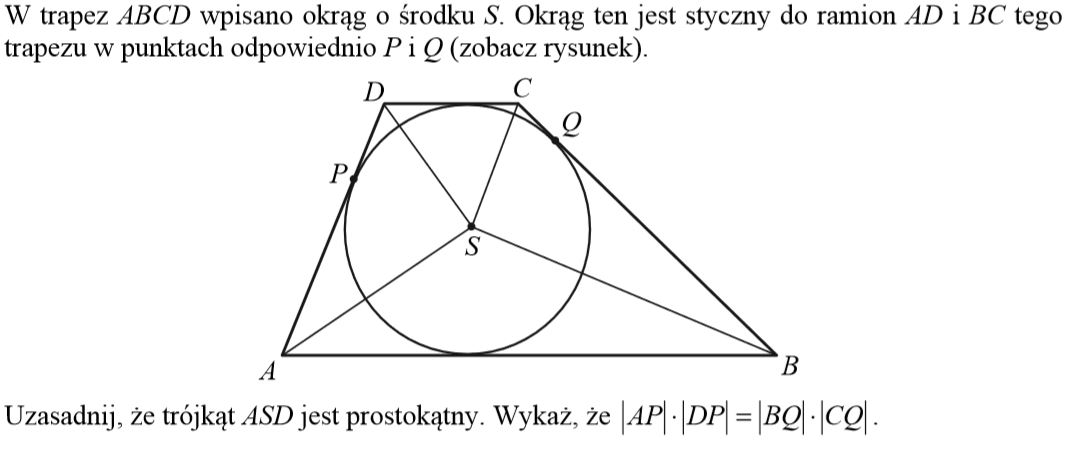 W trapez ABCD wpisano okrąg o środku S. Okrąg ten jest styczny do ramion AD i BC tego
trapezu w punktach odpowiednio P i Q (zobacz rysunek).
D
C
Q
P
S
A
B
Uzasadnij, że trójkąt ASD jest prostokątny. Wykaż, że |AP|·|DP| = |BQ|·|CQ|.